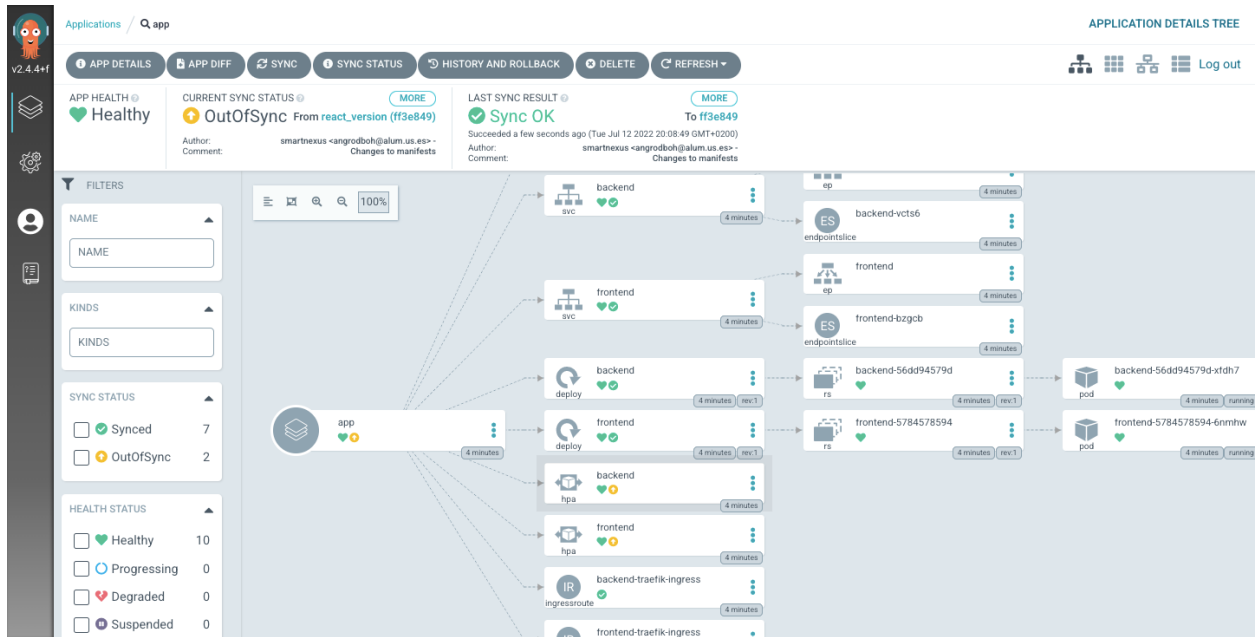 Applications / app
APPLICATION DETAILS TREE
v2.4.4+f
APP DETAILS
APP DIFF
SYNC
SYNC STATUS
HISTORY AND ROLLBACK
DELETE
REFRESH
Log out
APP HEALTH
Healthy
CURRENT SYNC STATUS
MORE
OutOfSync From react_version (ff3e849)
Author: smartnexus <angrodboh@alum.us.es> -
Comment: Changes to manifests
LAST SYNC RESULT
MORE
Sync OK To ff3e849
Succeeded a few seconds ago (Tue Jul 12 2022 20:08:49 GMT+0200)
Author: smartnexus <angrodboh@alum.us.es> -
Comment: Changes to manifests
FILTERS
NAME
NAME
KINDS
KINDS
SYNC STATUS
Synced 7
OutOfSync 2
HEALTH STATUS
Healthy 10
Progressing 0
Degraded 0
Suspended 0
100%
app
4 minutes
backend
svc
4 minutes
frontend
svc
4 minutes
backend
deploy
4 minutes rev:1
frontend
deploy
4 minutes rev:1
backend
hpa
4 minutes
frontend
hpa
4 minutes
IR
backend-traefik-ingress
ingressroute
4 minutes
frontend-traefik-ingress
ep
4 minutes
ES
backend-vcts6
endpointslice
4 minutes
frontend
ep
4 minutes
ES
frontend-bzgcb
endpointslice
4 minutes
backend-56dd94579d
rs
4 minutes rev:1
frontend-5784578594
rs
4 minutes rev:1
backend-56dd94579d-xfdh7
pod
4 minutes running
frontend-5784578594-6nmhw
pod
4 minutes running